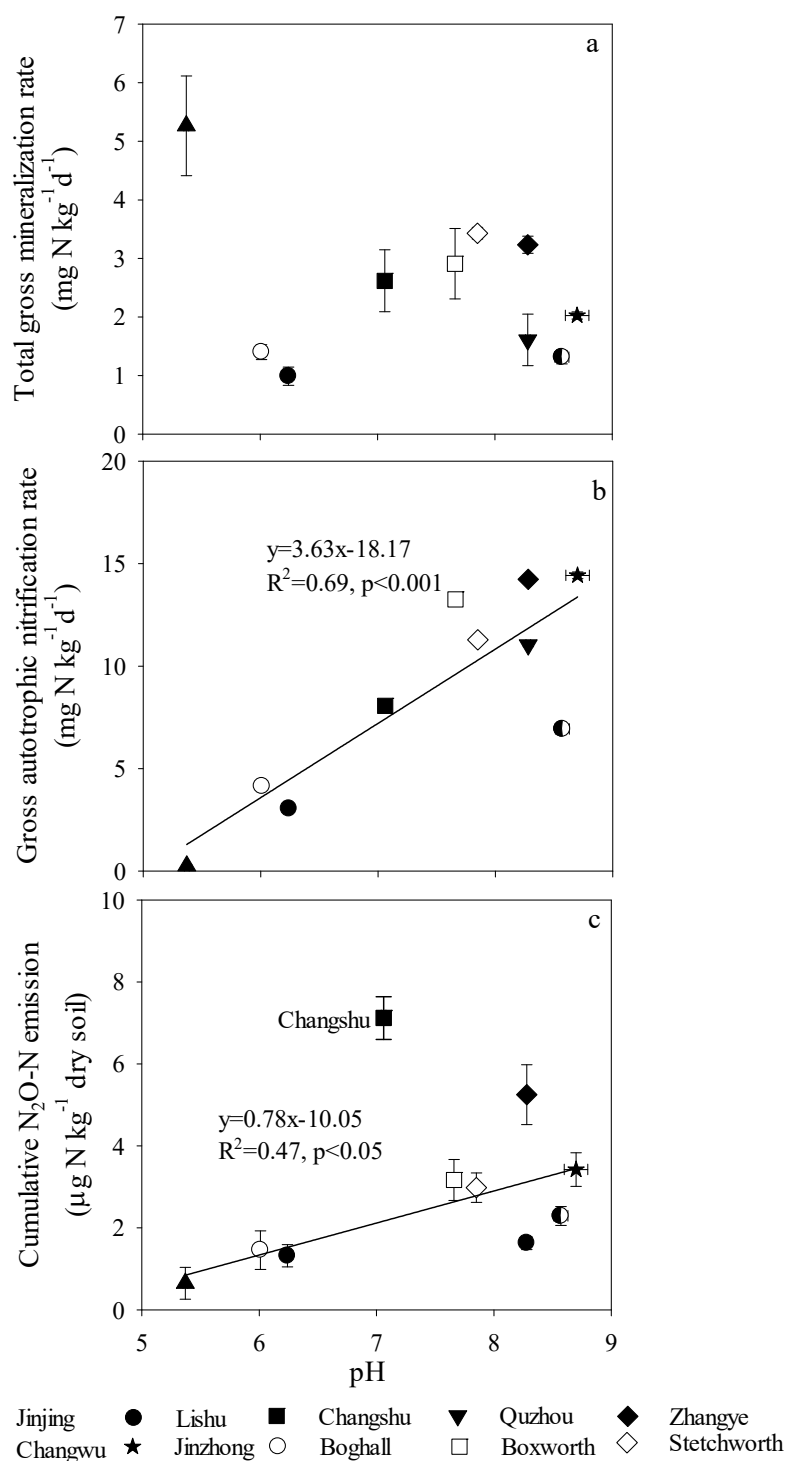 a
7
6
5
4
3
2
1
0
Total gross mineralization rate
(mg N kg⁻¹ d⁻¹)
b
20
15
10
5
0
Gross autotrophic nitrification rate
(mg N kg⁻¹ d⁻¹)
y=3.63x-18.17
R²=0.69, p<0.001
c
10
8
6
4
2
0
Cumulative N₂O-N emission
(μg N kg⁻¹ dry soil)
Changshu
y=0.78x-10.05
R²=0.47, p<0.05
5 6 7 8 9
pH
Jinjing Lishu Changshu Quzhou Zhangye
Changwu Jinzhong Boghall Boxworth Stetchworth